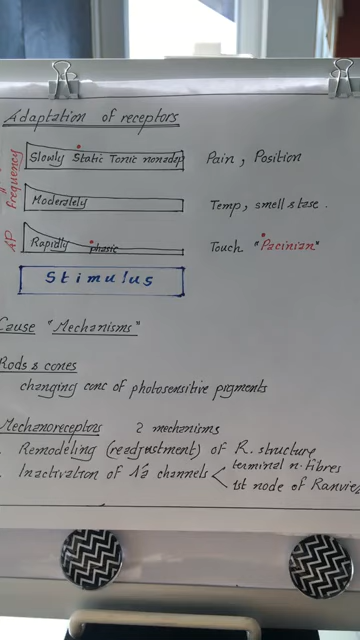 Adaptation of receptors
AP "Frequency
Slowly Static Tonic nonadap
Pain, Position
Moderately
Temp, smell & tase.
Rapidly phasic
Touch "Pacinian"
Stimulus
Cause "Mechanisms"
Rods & cones
changing conc of photosensitive pigments
Mechanoreceptors 2 mechanisms
Remodeling (readjustment) of R. structure
Inactivation of Na channels < terminal n. fibres
1st node of Ranvier